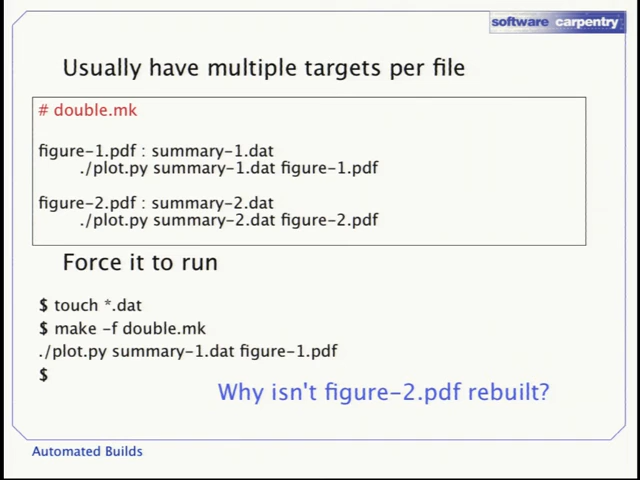 software carpentry
Usually have multiple targets per file
# double.mk
figure-1.pdf : summary-1.dat
./plot.py summary-1.dat figure-1.pdf
figure-2.pdf : summary-2.dat
./plot.py summary-2.dat figure-2.pdf
Force it to run
$ touch *.dat
$ make -f double.mk
./plot.py summary-1.dat figure-1.pdf
$
Why isn't figure-2.pdf rebuilt?
Automated Builds